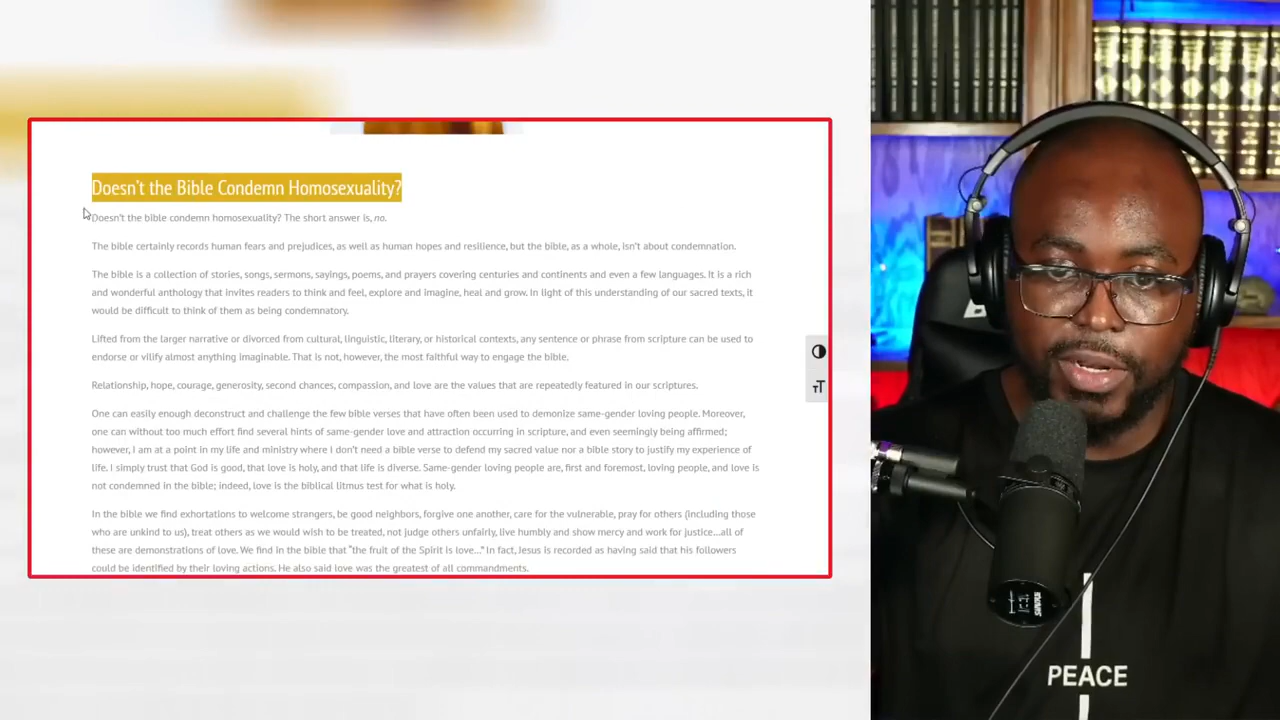 Doesn't the Bible Condemn Homosexuality?
Doesn't the bible condemn homosexuality? The short answer is, no.
The bible certainly records human fears and prejudices, as well as human hopes and resilience, but the bible, as a whole, isn't about condemnation.
The bible is a collection of stories, songs, sermons, sayings, poems, and prayers covering centuries and continents and even a few languages. It is a rich
and wonderful anthology that invites readers to think and feel, explore and imagine, heal and grow. In light of this understanding of our sacred texts, it
would be difficult to think of them as being condemnatory.
Lifted from the larger narrative or divorced from cultural, linguistic, literary, or historical contexts, any sentence or phrase from scripture can be used to
endorse or vilify almost anything imaginable. That is not, however, the most faithful way to engage the bible.
Relationship, hope, courage, generosity, second chances, compassion, and love are the values that are repeatedly featured in our scriptures.
One can easily enough deconstruct and challenge the few bible verses that have often been used to demonize same-gender loving people. Moreover,
one can without too much effort find several hints of same-gender love and attraction occurring in scripture, and even seemingly being affirmed;
however, I am at a point in my life and ministry where I don't need a bible verse to defend my sacred value nor a bible story to justify my experience of
life. I simply trust that God is good, that love is holy, and that life is diverse. Same-gender loving people are, first and foremost, loving people, and love is
not condemned in the bible; indeed, love is the biblical litmus test for what is holy.
In the bible we find exhortations to welcome strangers, be good neighbors, forgive one another, care for the vulnerable, pray for others (including those
who are unkind to us), treat others as we would wish to be treated, not judge others unfairly, live humbly and show mercy and work for justice...all of
these are demonstrations of love. We find in the bible that "the fruit of the Spirit is love..." In fact, Jesus is recorded as having said that his followers
could be identified by their loving actions. He also said love was the greatest of all commandments.
TT
SHURE
PEACE